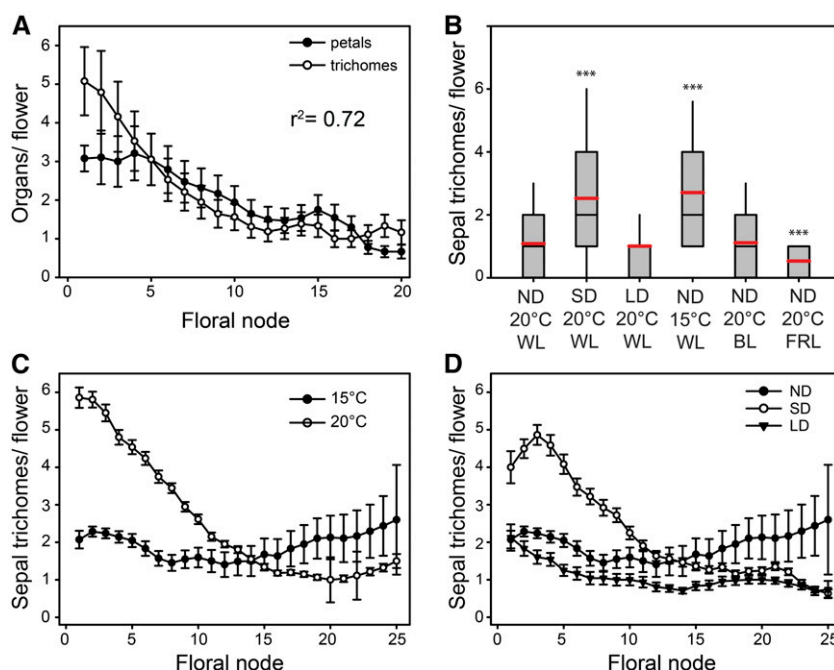 A
petals
trichomes
r²= 0.72
Organs/ flower
6
5
4
3
2
1
0
0 5 10 15 20
Floral node
B
Sepal trichomes/ flower
6
4
2
0
***
***
***
ND SD LD ND ND ND
20°C 20°C 20°C 15°C 20°C 20°C
WL WL WL WL BL FRL
C
15°C
20°C
Sepal trichomes/ flower
6
5
4
3
2
1
0
0 5 10 15 20 25
Floral node
D
ND
SD
LD
Sepal trichomes/ flower
6
5
4
3
2
1
0
0 5 10 15 20 25
Floral node